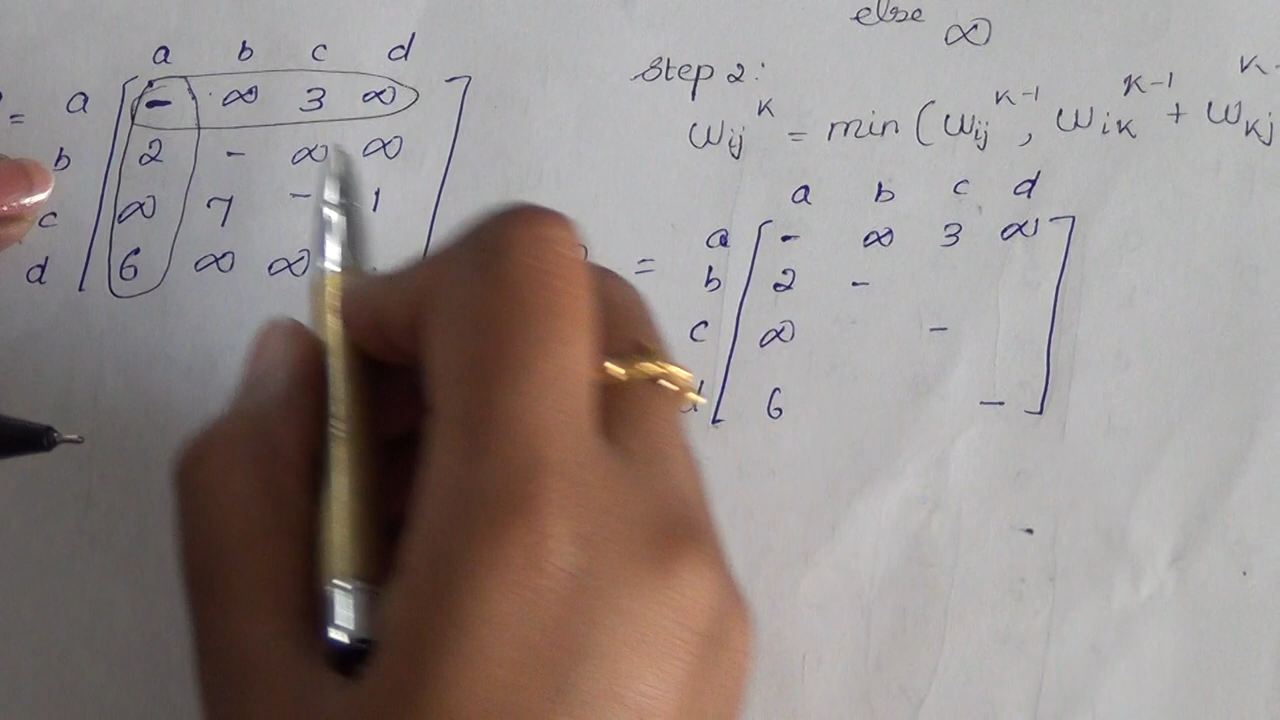 else ∞
a b c d
= a [ - ∞ 3 ∞ ]
b 2 - ∞ ∞
c ∞ 7 - 1
d 6 ∞ ∞
Step 2:
wij^K = min (wij^K-1, wiK^K-1 + wKj^K-
a b c d
= a [ - ∞ 3 ∞ ]
b 2 -
c ∞ -
d 6 -